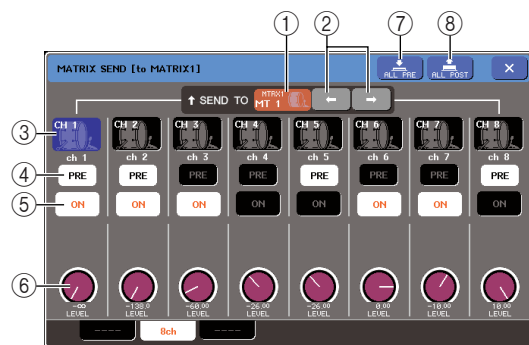 ① ② ⑦ ⑧
MATRIX SEND [to MATRIX1]
ALL PRE
ALL POST
×
↑ SEND TO
MTRX1
MT 1
← →
③
CH 1 CH 2 CH 3 CH 4 CH 5 CH 6 CH 7 CH 8
ch 1 ch 2 ch 3 ch 4 ch 5 ch 6 ch 7 ch 8
④ PRE PRE PRE PRE PRE PRE PRE PRE
⑤ ON ON ON ON ON ON ON ON
⑥
-∞ -138.0 -60.00 -26.00 -26.00 0.00 -10.00 10.00
LEVEL LEVEL LEVEL LEVEL LEVEL LEVEL LEVEL LEVEL
---- 8ch ----